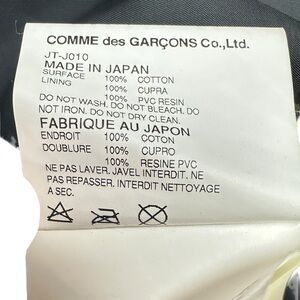 COMME des GARÇONS Co.,Ltd.
JT-J010
MADE IN JAPAN
SURFACE 100% COTTON
LINING 100% CUPRA
100% PVC RESIN
DO NOT WASH. DO NOT BLEACH. DO
NOT IRON. DO NOT DRY CLEAN.
FABRIQUE AU JAPON
ENDROIT 100% COTON
DOUBLURE 100% CUPRO
100% RESINE PVC
NE PAS LAVER. JAVEL INTERDIT. NE
PAS REPASSER. INTERDIT NETTOYAGE
A SEC.